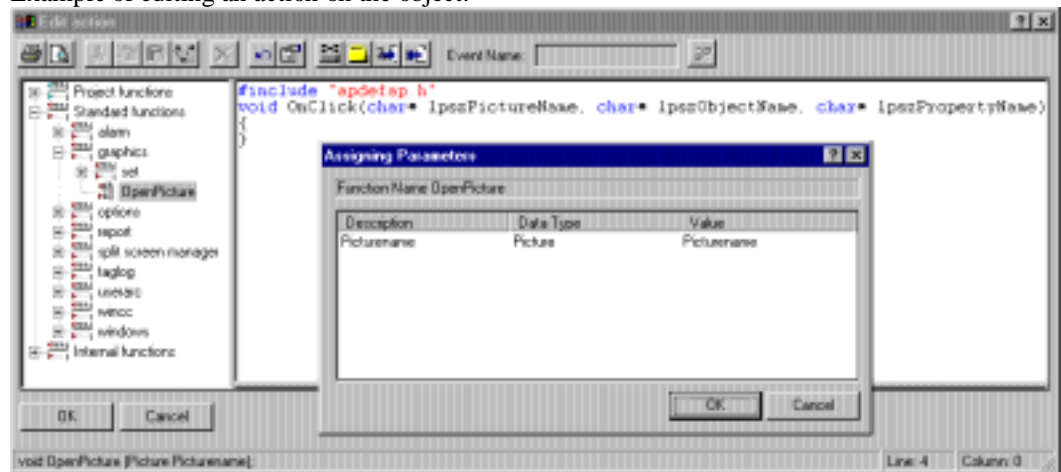 Example of editing an action on the object:
Edit action
Event Name:
Project functions
Standard functions
alarm
graphics
set
OpenPicture
options
report
split screen manager
taglog
userarc
wincc
windows
Internal functions
#include "apdefap.h"
void OnClick(char* lpszPictureName, char* lpszObjectName, char* lpszPropertyName)
{
}
Assigning Parameters
Function Name OpenPicture
Description Data Type Value
Picturename Picture Picturename
OK Cancel
OK Cancel
void OpenPicture (Picture Picturename);
Line: 4 Column: 0